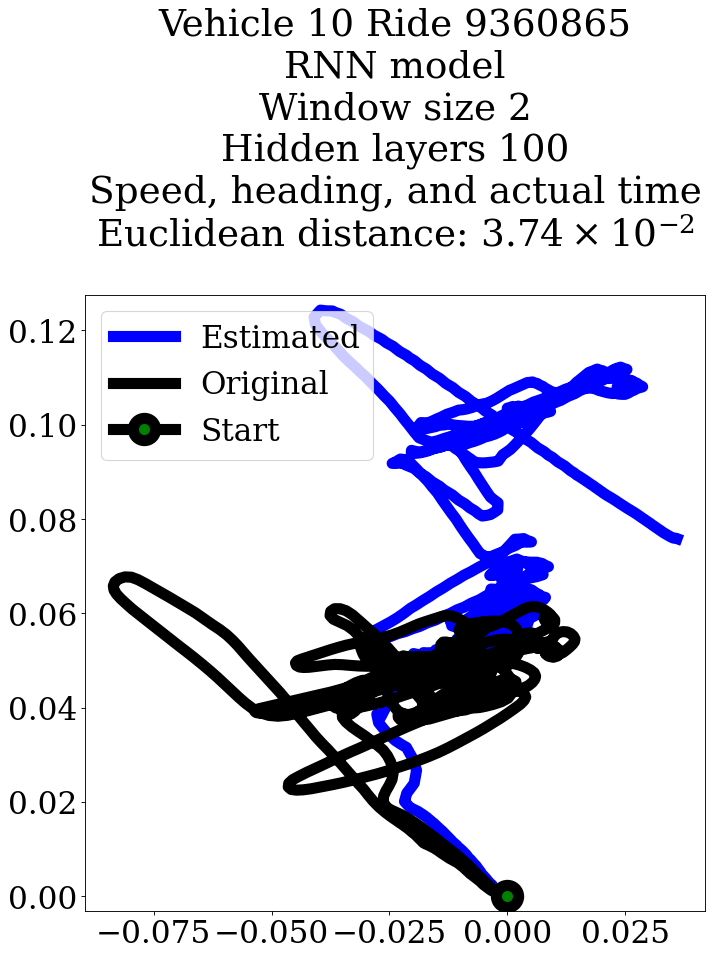 Vehicle 10 Ride 9360865
RNN model
Window size 2
Hidden layers 100
Speed, heading, and actual time
Euclidean distance: 3.74 × 10⁻²
Estimated
Original
Start
0.12
0.10
0.08
0.06
0.04
0.02
0.00
−0.075 −0.050 −0.025 0.000 0.025